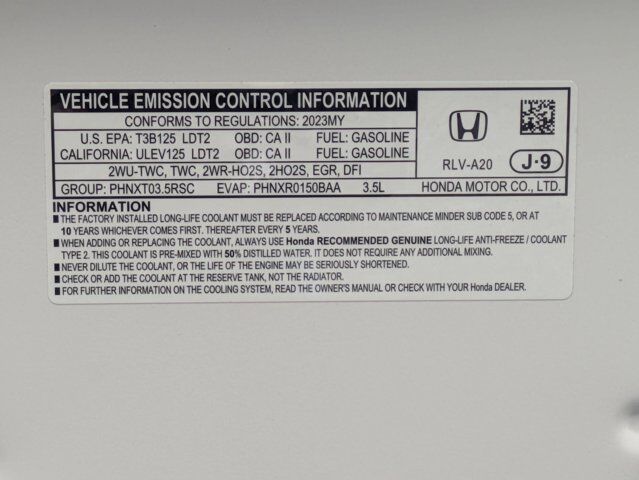 VEHICLE EMISSION CONTROL INFORMATION
CONFORMS TO REGULATIONS: 2023MY
U.S. EPA: T3B125 LDT2 OBD: CA II FUEL: GASOLINE
CALIFORNIA: ULEV125 LDT2 OBD: CA II FUEL: GASOLINE
2WU-TWC, TWC, 2WR-HO2S, 2HO2S, EGR, DFI
GROUP: PHNXT03.5RSC EVAP: PHNXR0150BAA 3.5L
RLV-A20 J-9
HONDA MOTOR CO., LTD.
INFORMATION
■ THE FACTORY INSTALLED LONG-LIFE COOLANT MUST BE REPLACED ACCORDING TO MAINTENANCE MINDER SUB CODE 5, OR AT
10 YEARS WHICHEVER COMES FIRST. THEREAFTER EVERY 5 YEARS.
■ WHEN ADDING OR REPLACING THE COOLANT, ALWAYS USE Honda RECOMMENDED GENUINE LONG-LIFE ANTI-FREEZE / COOLANT
TYPE 2. THIS COOLANT IS PRE-MIXED WITH 50% DISTILLED WATER. IT DOES NOT REQUIRE ANY ADDITIONAL MIXING.
■ NEVER DILUTE THE COOLANT, OR THE LIFE OF THE ENGINE MAY BE SERIOUSLY SHORTENED.
■ CHECK OR ADD THE COOLANT AT THE RESERVE TANK, NOT THE RADIATOR.
■ FOR FURTHER INFORMATION ON THE COOLING SYSTEM, READ THE OWNER'S MANUAL OR CHECK WITH YOUR Honda DEALER.